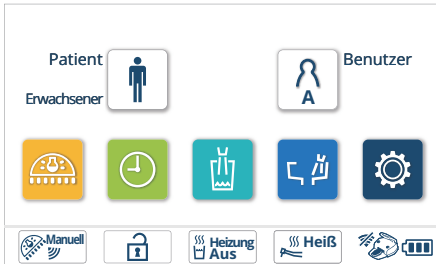 Patient
Benutzer
Erwachsener
A
Manuell
Heizung
Aus
Heiß